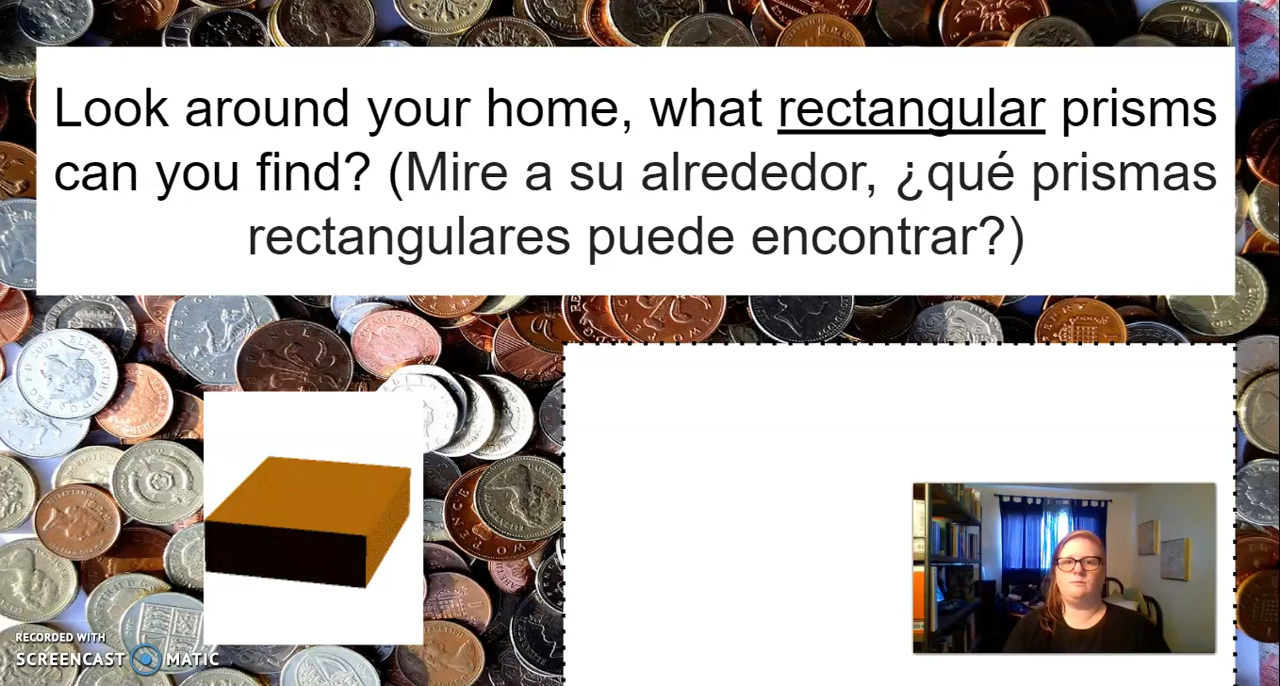 Look around your home, what rectangular prisms
can you find? (Mire a su alrededor, ¿qué prismas
rectangulares puede encontrar?)
RECORDED WITH
SCREENCAST MATIC